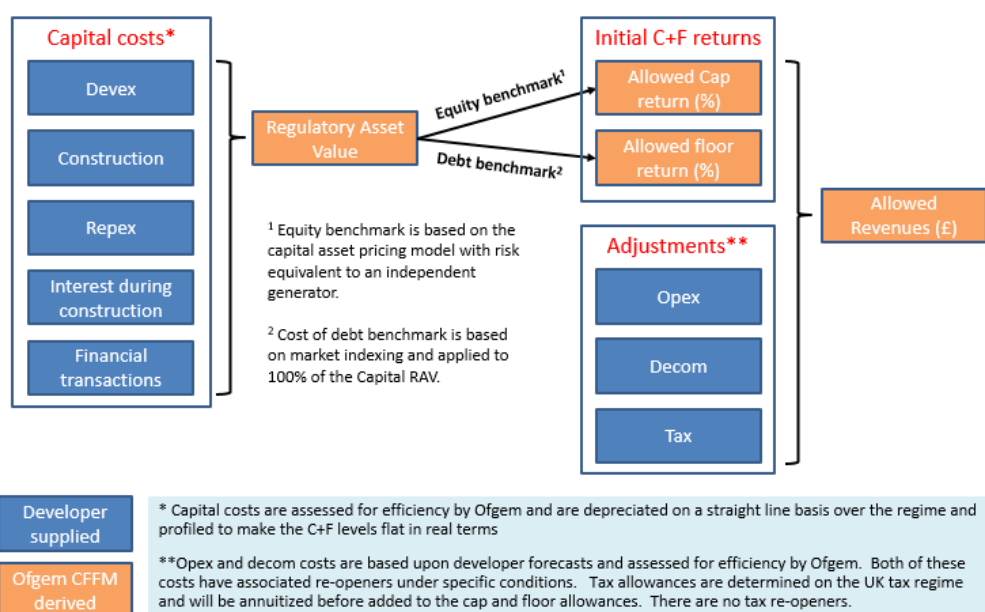 Capital costs*
Devex
Construction
Repex
Interest during
construction
Financial
transactions
Regulatory Asset
Value
Equity benchmark¹
Debt benchmark²
Initial C+F returns
Allowed Cap
return (%)
Allowed floor
return (%)
Adjustments**
Opex
Decom
Tax
Allowed
Revenues (£)
¹ Equity benchmark is based on the
capital asset pricing model with risk
equivalent to an independent
generator.
² Cost of debt benchmark is based
on market indexing and applied to
100% of the Capital RAV.
Developer
supplied
Ofgem CFFM
derived
* Capital costs are assessed for efficiency by Ofgem and are depreciated on a straight line basis over the regime and
profiled to make the C+F levels flat in real terms
**Opex and decom costs are based upon developer forecasts and assessed for efficiency by Ofgem. Both of these
costs have associated re-openers under specific conditions. Tax allowances are determined on the UK tax regime
and will be annuitized before added to the cap and floor allowances. There are no tax re-openers.